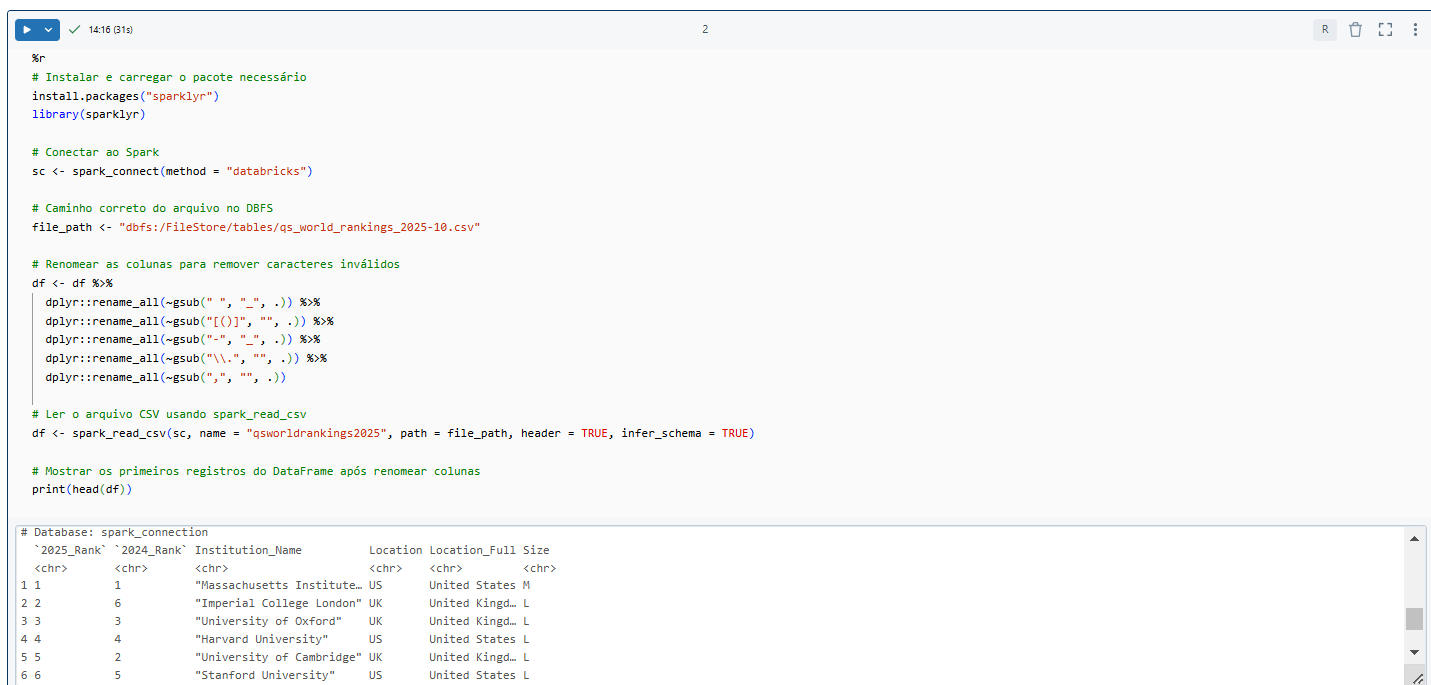 14:16 (31s)
2
R
%r
# Instalar e carregar o pacote necessário
install.packages("sparklyr")
library(sparklyr)
# Conectar ao Spark
sc <- spark_connect(method = "databricks")
# Caminho correto do arquivo no DBFS
file_path <- "dbfs:/FileStore/tables/qs_world_rankings_2025-10.csv"
# Renomear as colunas para remover caracteres inválidos
df <- df %>%
dplyr::rename_all(~gsub(" ", "_", .)) %>%
dplyr::rename_all(~gsub("[()]", "", .)) %>%
dplyr::rename_all(~gsub("-", "_", .)) %>%
dplyr::rename_all(~gsub("\\.", "", .)) %>%
dplyr::rename_all(~gsub(",", "", .))
# Ler o arquivo CSV usando spark_read_csv
df <- spark_read_csv(sc, name = "qsworldrankings2025", path = file_path, header = TRUE, infer_schema = TRUE)
# Mostrar os primeiros registros do DataFrame após renomear colunas
print(head(df))
# Database: spark_connection
`2025_Rank` `2024_Rank` Institution_Name Location Location_Full Size
<chr> <chr> <chr> <chr> <chr> <chr>
1 1 1 "Massachusetts Institute… US United States M
2 2 6 "Imperial College London" UK United Kingd… L
3 3 3 "University of Oxford" UK United Kingd… L
4 4 4 "Harvard University" US United States L
5 5 2 "University of Cambridge" UK United Kingd… L
6 6 5 "Stanford University" US United States L